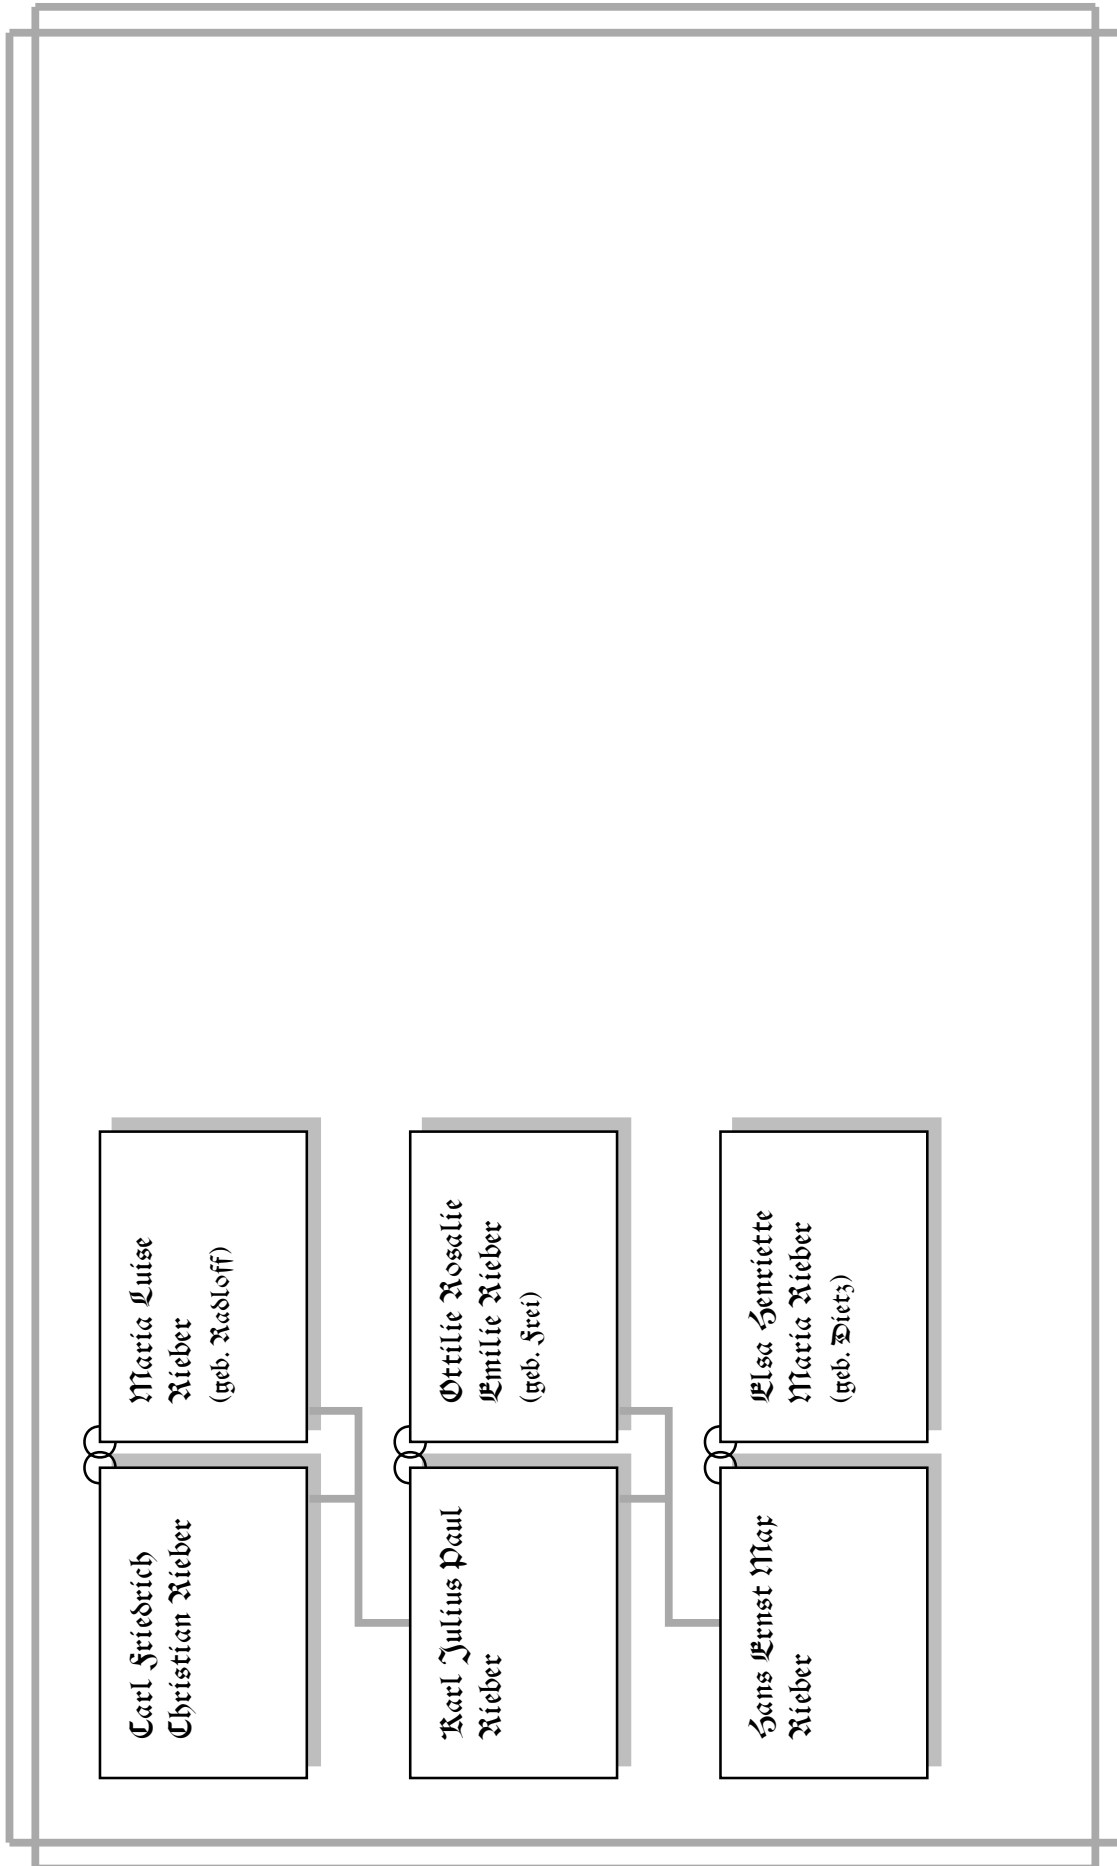 Carl Friedrich
Christian Rieber
Maria Luise
Rieber
(geb. Radloff)
Karl Julius Paul
Rieber
Ottilie Rosalie
Emilie Rieber
(geb. Frei)
Hans Ernst Max
Rieber
Elsa Henriette
Maria Rieber
(geb. Dietz)